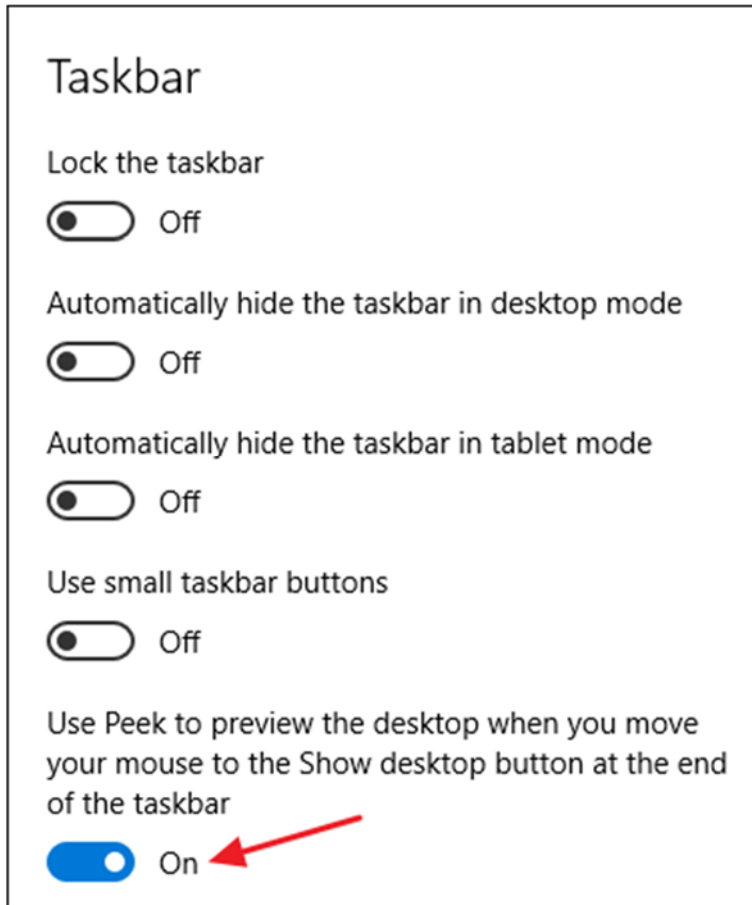 Taskbar
Lock the taskbar
Off
Automatically hide the taskbar in desktop mode
Off
Automatically hide the taskbar in tablet mode
Off
Use small taskbar buttons
Off
Use Peek to preview the desktop when you move
your mouse to the Show desktop button at the end
of the taskbar
On